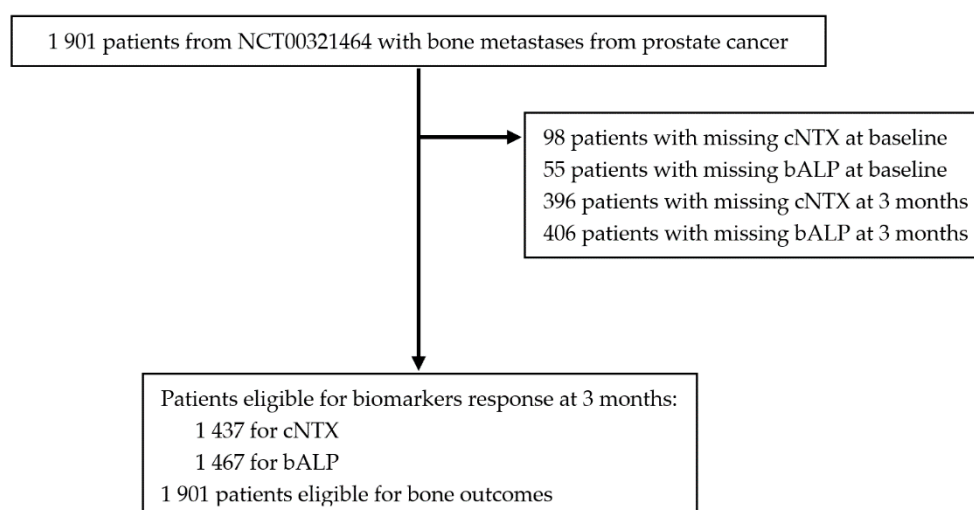 1 901 patients from NCT00321464 with bone metastases from prostate cancer
98 patients with missing cNTX at baseline
55 patients with missing bALP at baseline
396 patients with missing cNTX at 3 months
406 patients with missing bALP at 3 months
Patients eligible for biomarkers response at 3 months:
1 437 for cNTX
1 467 for bALP
1 901 patients eligible for bone outcomes